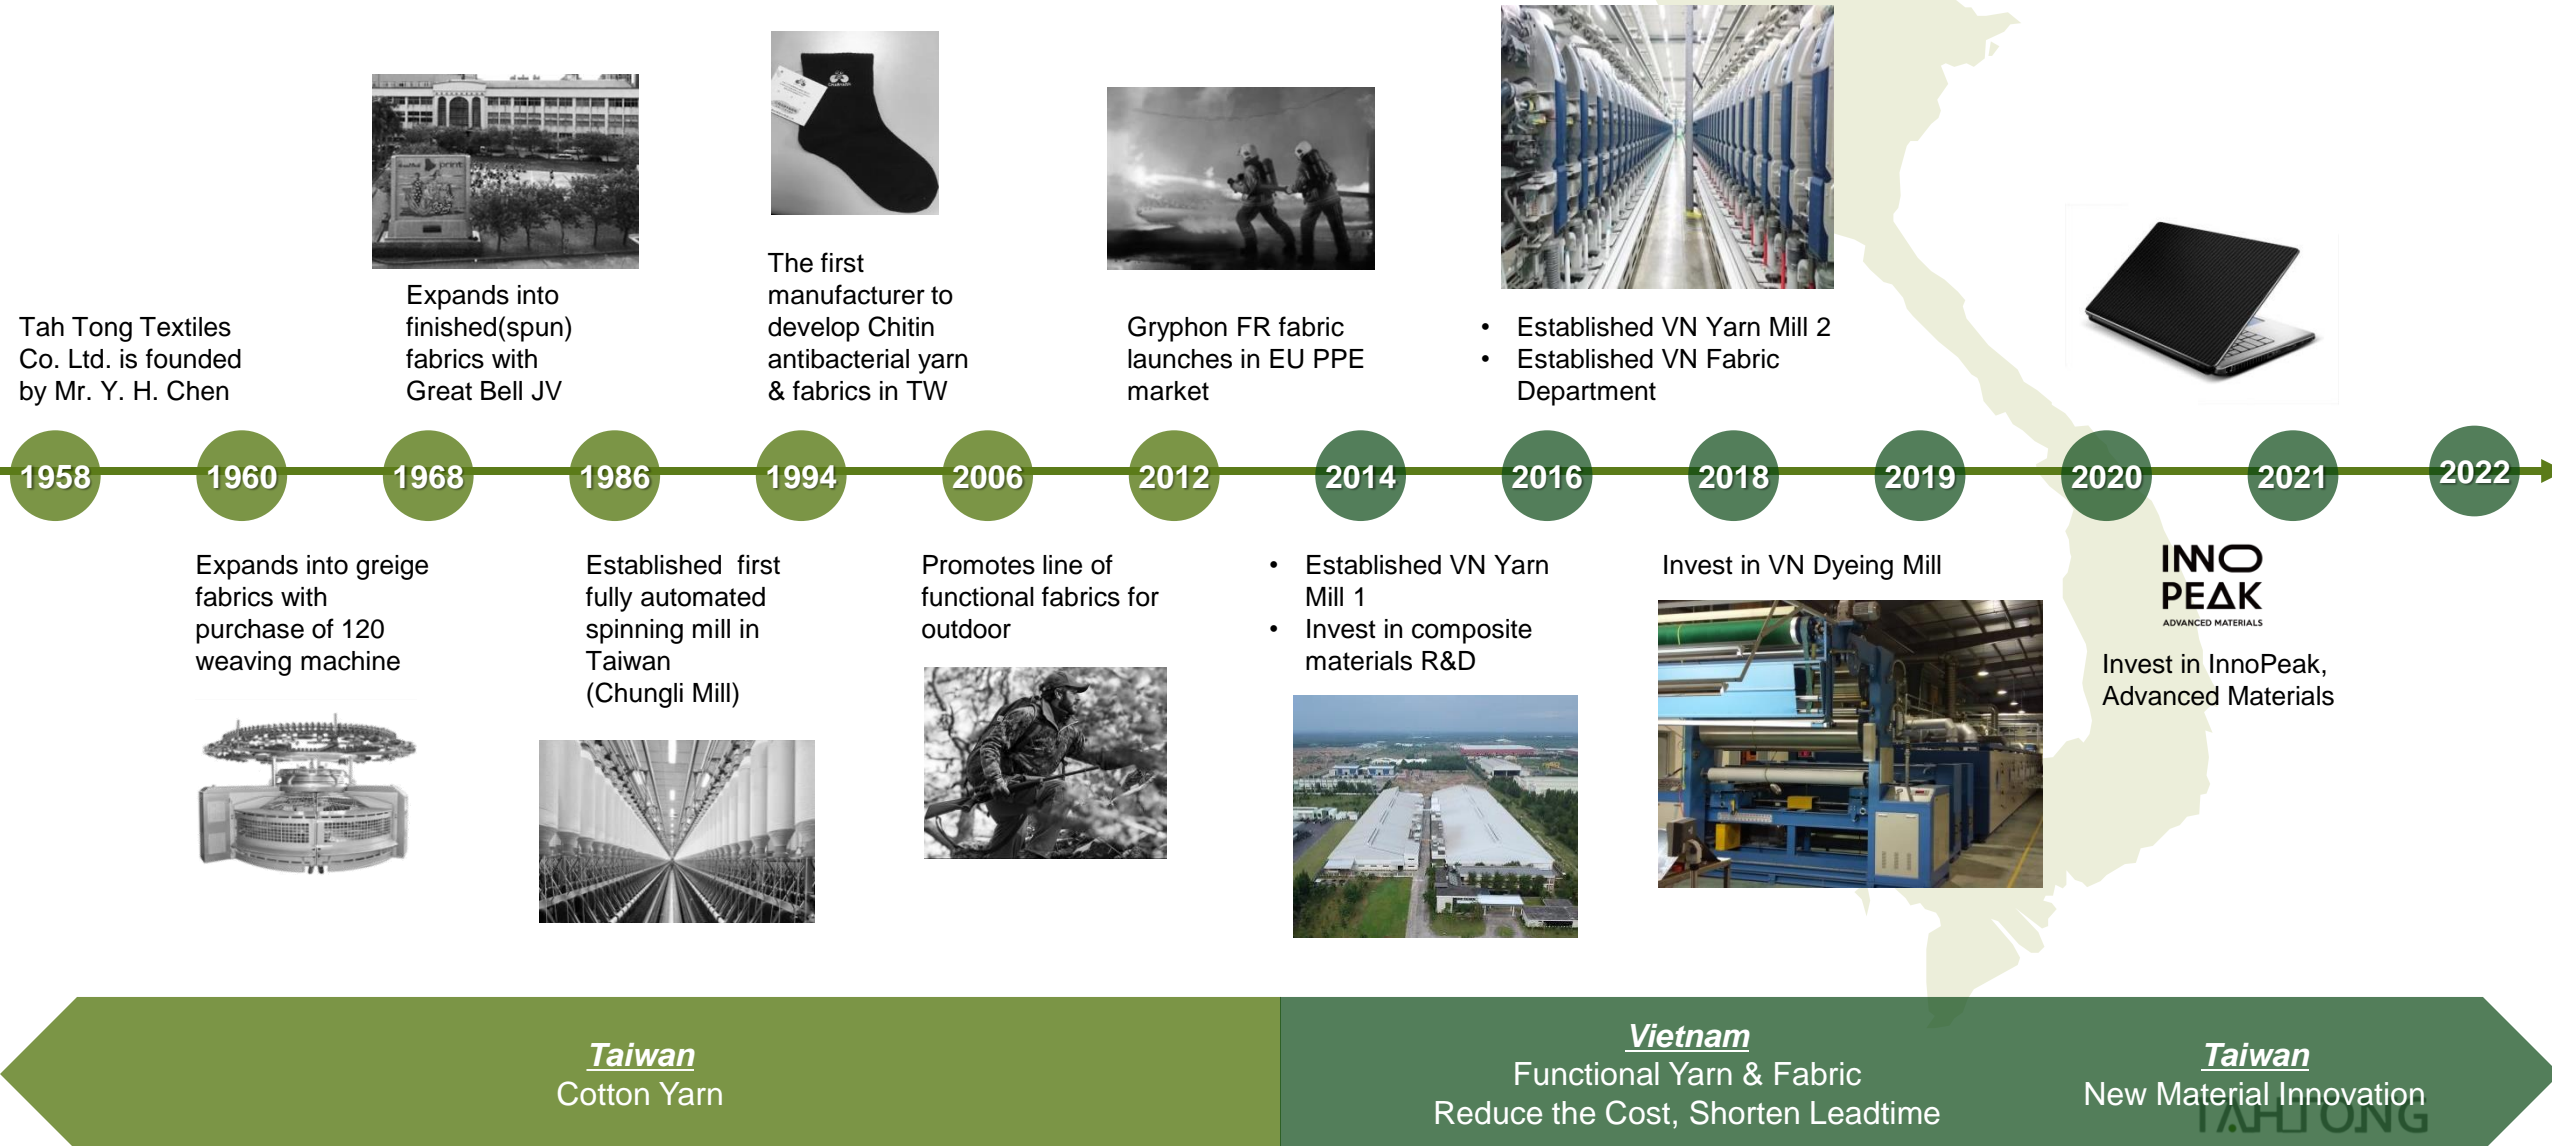 Tah Tong Textiles
Co. Ltd. is founded
by Mr. Y. H. Chen
print
Expands into
finished(spun)
fabrics with
Great Bell JV
The first
manufacturer to
develop Chitin
antibacterial yarn
& fabrics in TW
Gryphon FR fabric
launches in EU PPE
market
• Established VN Yarn Mill 2
• Established VN Fabric
Department
1958
1960
1968
1986
1994
2006
2012
2014
2016
2018
2019
2020
2021
2022
Expands into greige
fabrics with
purchase of 120
weaving machine
Established first
fully automated
spinning mill in
Taiwan
(Chungli Mill)
Promotes line of
functional fabrics for
outdoor
• Established VN Yarn
Mill 1
• Invest in composite
materials R&D
Invest in VN Dyeing Mill
INNO
PEAK
ADVANCED MATERIALS
Invest in InnoPeak,
Advanced Materials
Taiwan
Cotton Yarn
Vietnam
Functional Yarn & Fabric
Reduce the Cost, Shorten Leadtime
Taiwan
New Material Innovation
TAHTONG